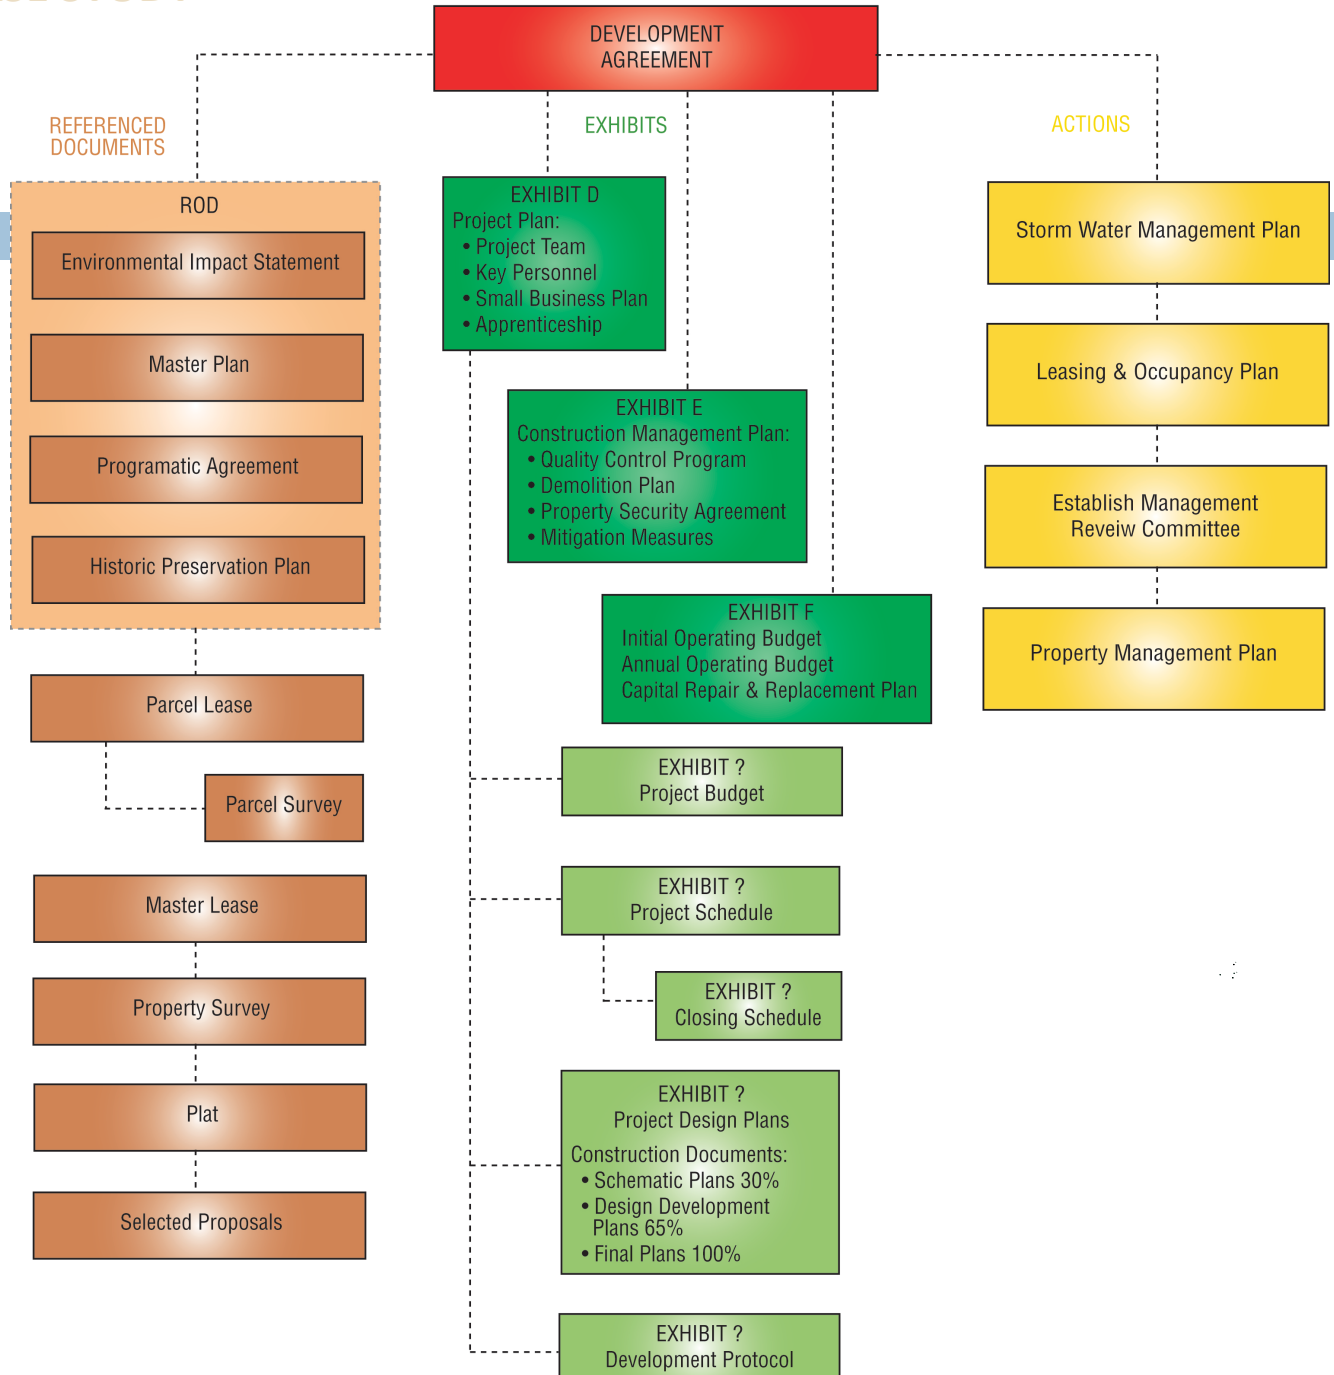 DEVELOPMENT
AGREEMENT
REFERENCED
DOCUMENTS
ROD
Environmental Impact Statement
Master Plan
Programatic Agreement
Historic Preservation Plan
Parcel Lease
Parcel Survey
Master Lease
Property Survey
Plat
Selected Proposals
EXHIBITS
EXHIBIT D
Project Plan:
• Project Team
• Key Personnel
• Small Business Plan
• Apprenticeship
EXHIBIT E
Construction Management Plan:
• Quality Control Program
• Demolition Plan
• Property Security Agreement
• Mitigation Measures
EXHIBIT F
Initial Operating Budget
Annual Operating Budget
Capital Repair & Replacement Plan
EXHIBIT ?
Project Budget
EXHIBIT ?
Project Schedule
EXHIBIT ?
Closing Schedule
EXHIBIT ?
Project Design Plans
Construction Documents:
• Schematic Plans 30%
• Design Development
Plans 65%
• Final Plans 100%
EXHIBIT ?
Development Protocol
ACTIONS
Storm Water Management Plan
Leasing & Occupancy Plan
Establish Management
Reveiw Committee
Property Management Plan